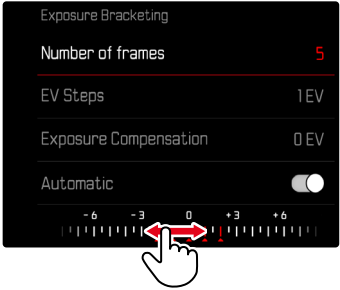 Exposure Bracketing
Number of frames 5
EV Steps 1 EV
Exposure Compensation 0 EV
Automatic
-6 -3 0 +3 +6